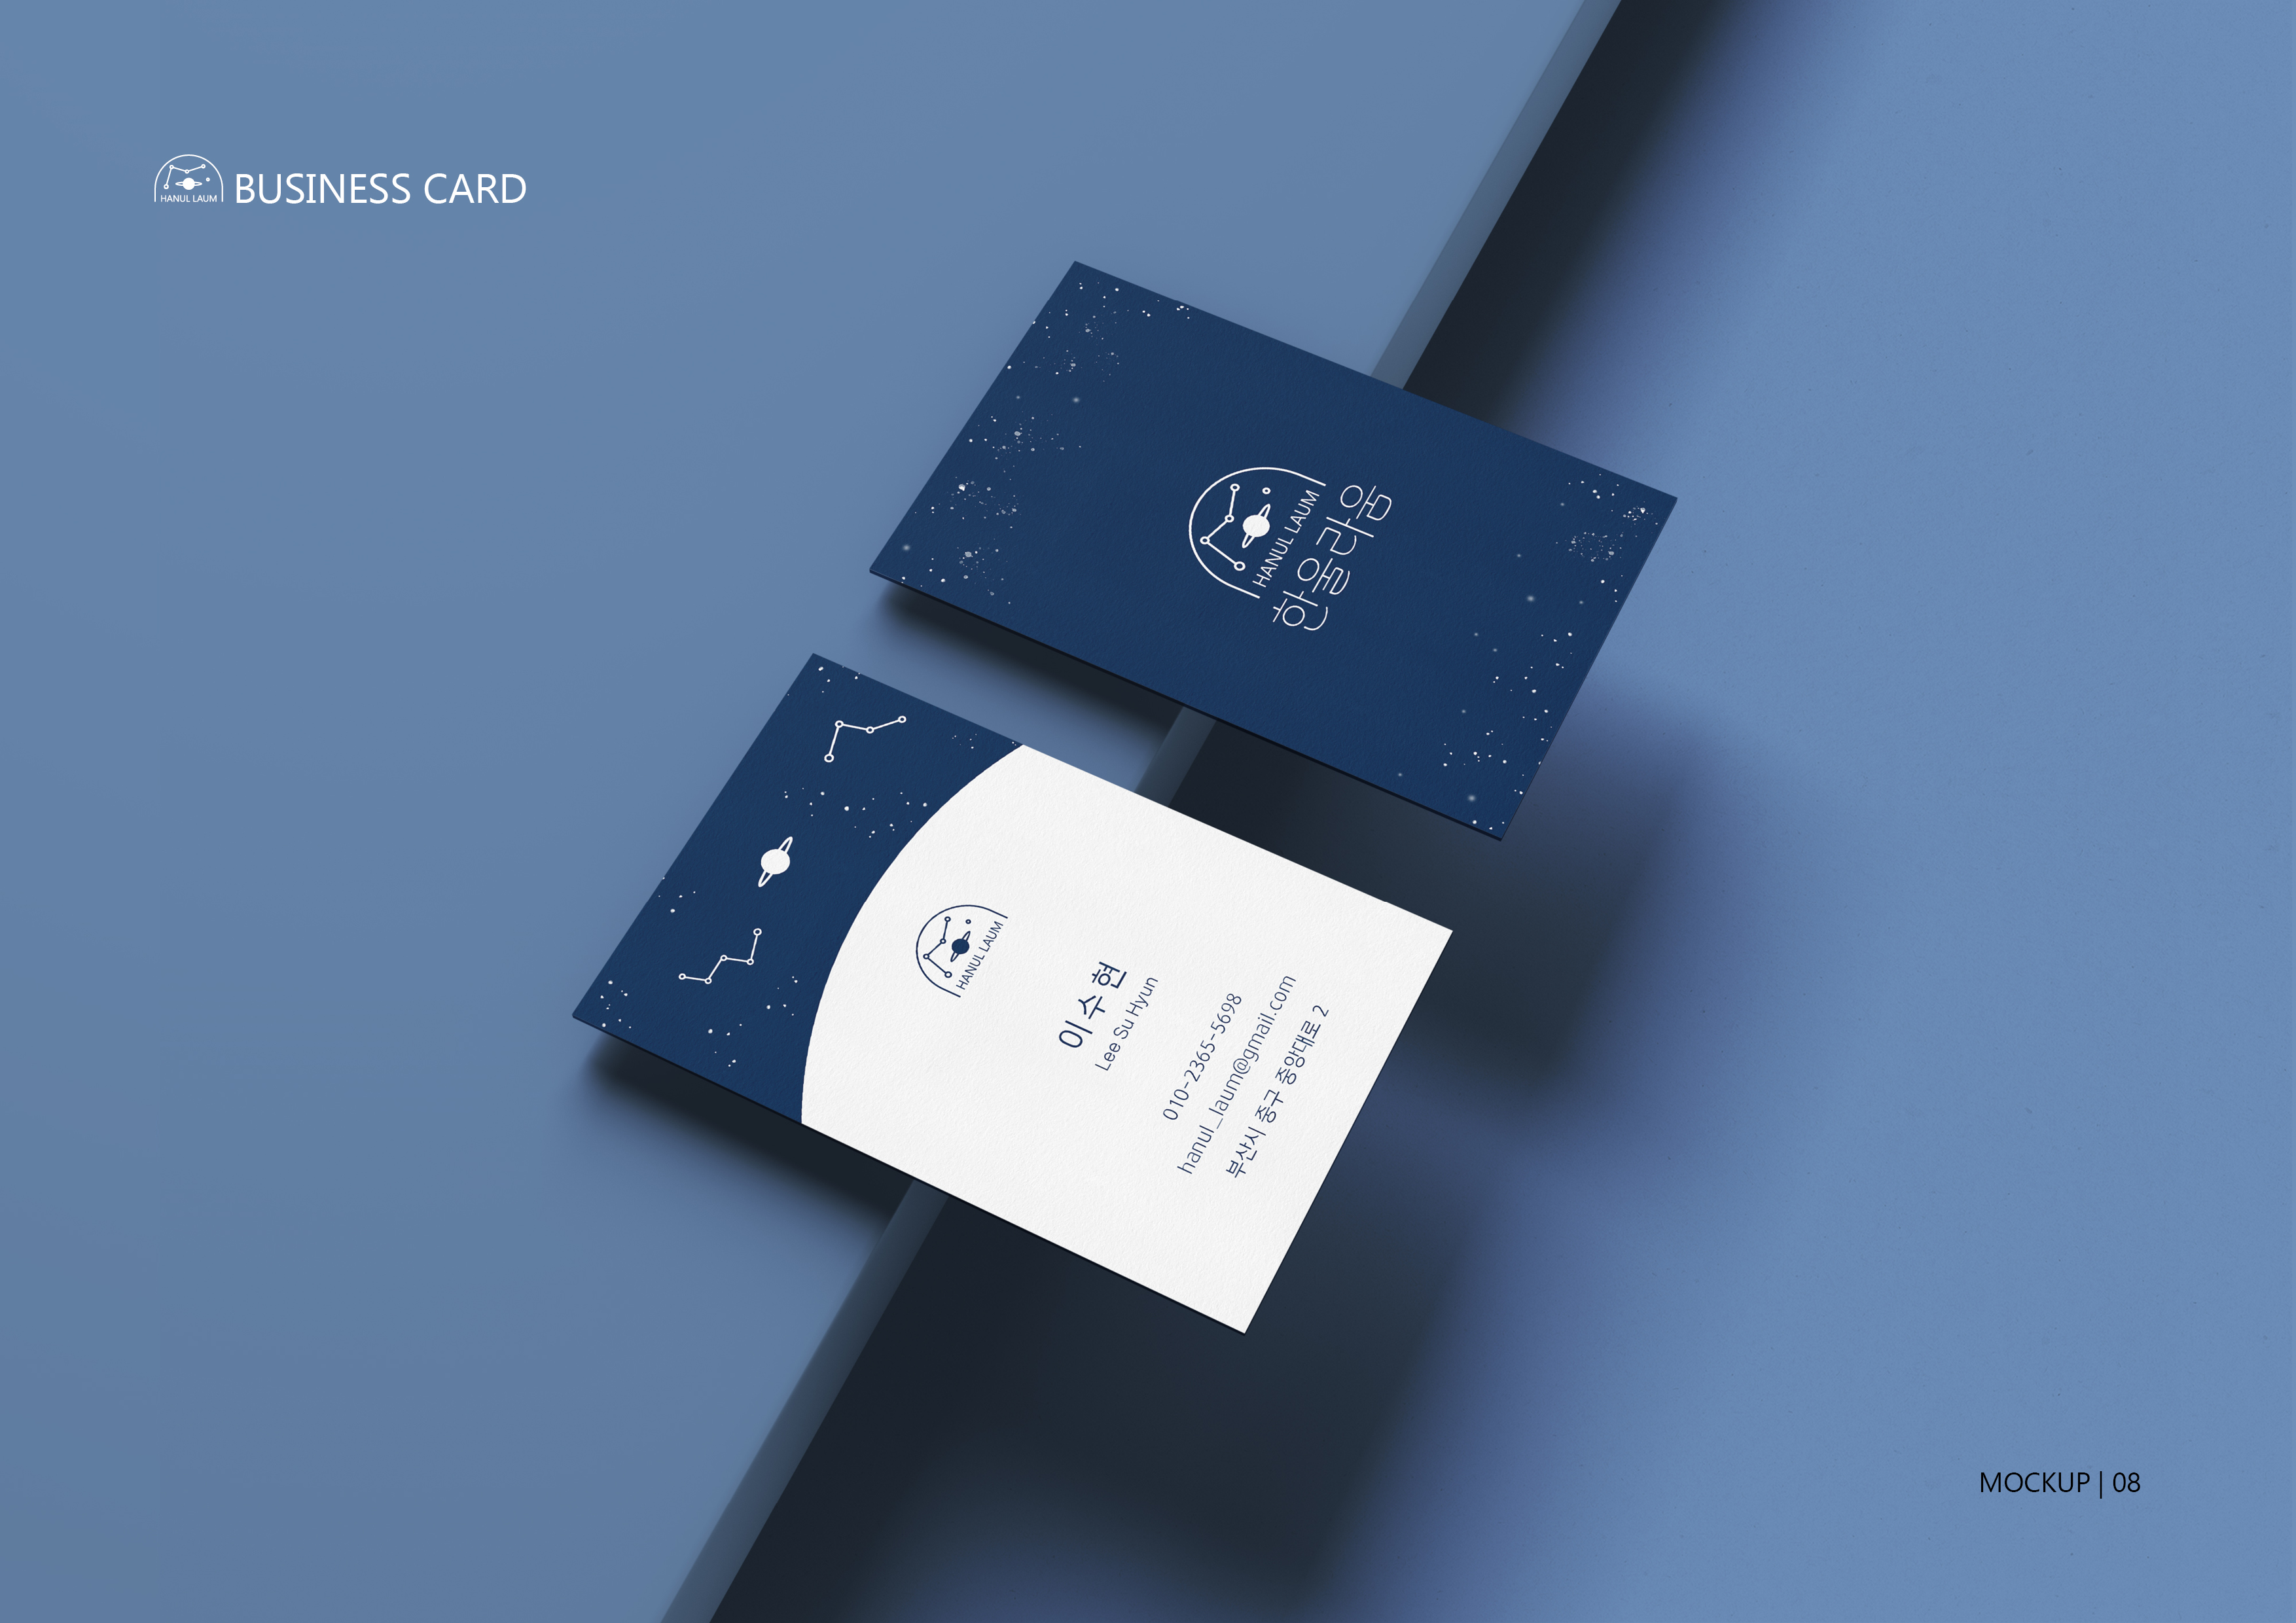 HANUL LAUM
BUSINESS CARD
HANUL LAUM
한울라움
HANUL LAUM
이수현
Lee Su Hyun
010-2365-5698
hanul_laum@gmail.com
부산시 중구 중앙대로 2
MOCKUP | 08